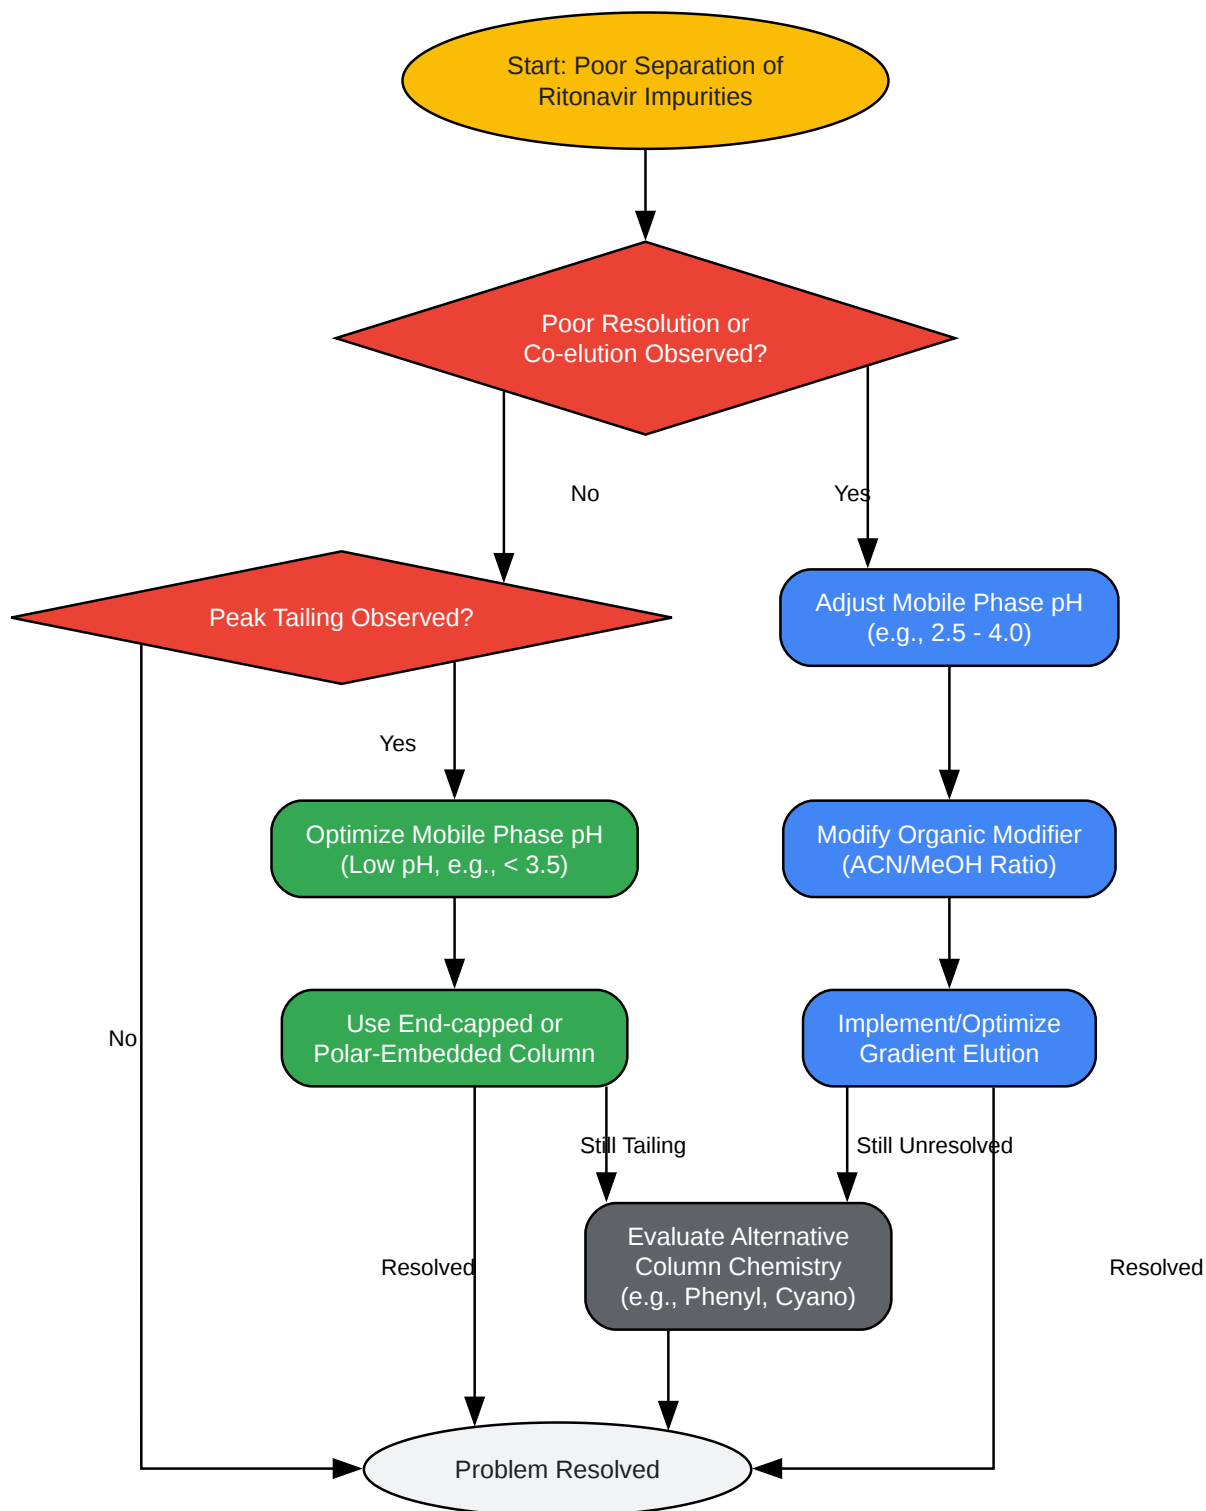 Start: Poor Separation of
Ritonavir Impurities
Poor Resolution or
Co-elution Observed?
No
Yes
Peak Tailing Observed?
Adjust Mobile Phase pH
(e.g., 2.5 - 4.0)
Yes
Optimize Mobile Phase pH
(Low pH, e.g., < 3.5)
Modify Organic Modifier
(ACN/MeOH Ratio)
No
Use End-capped or
Polar-Embedded Column
Implement/Optimize
Gradient Elution
Still Tailing
Still Unresolved
Resolved
Evaluate Alternative
Column Chemistry
(e.g., Phenyl, Cyano)
Resolved
Problem Resolved